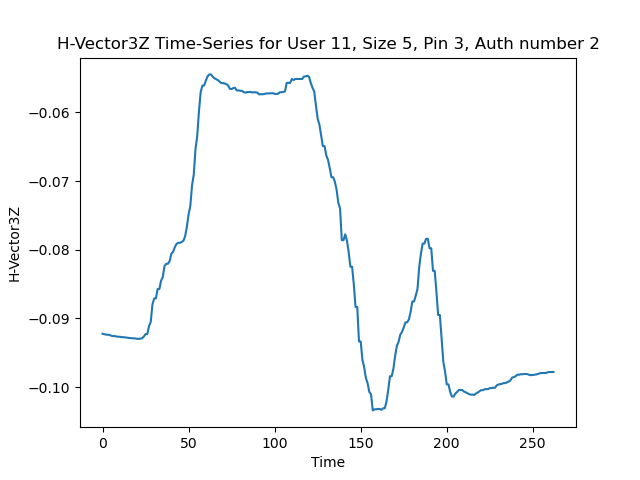 H-Vector3Z Time-Series for User 11, Size 5, Pin 3, Auth number 2
H-Vector3Z
−0.06
−0.07
−0.08
−0.09
−0.10
0 50 100 150 200 250
Time